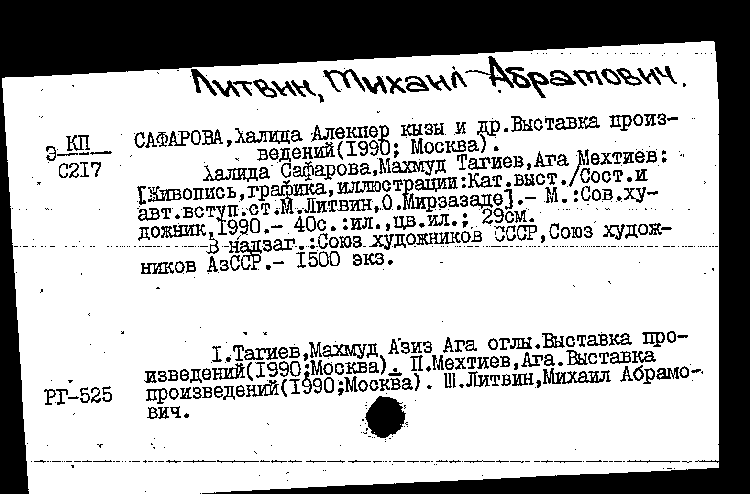 Литвин, Михаил Абрамович.
Э КП
С217
САФАРОВА,Халида Алекпер кызы и др.Выставка произ-
ведений(1990; Москва).
Халида Сафарова,Махмуд Тагиев,Ага Мехтиев:
[Живопись,графика,иллюстрации:Кат.выст./Сост.и
авт.вступ.ст.М.Литвин,О.Мирзазаде].- М.:Сов.ху-
дожник,1990.- 40с.:ил.,цв.ил.; 29см.
В надзаг.:Союз художников СССР,Союз худож-
ников АзССР.- 1500 экз.
I.Тагиев,Махмуд Азиз Ага оглы.Выставка про-
изведений(1990;Москва). П.Мехтиев,Ага.Выставка
РГ-525 произведений(1990;Москва). Ш.Литвин,Михаил Абрамо-
вич.